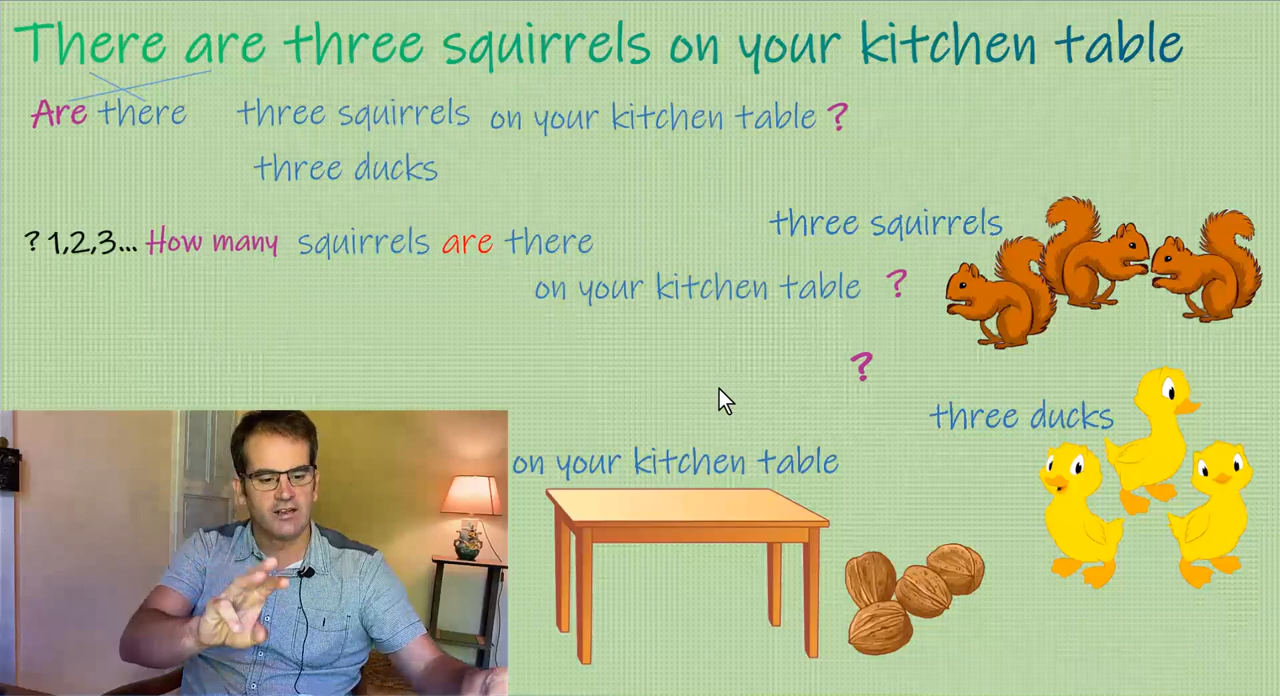 There are three squirrels on your kitchen table
Are there three squirrels on your kitchen table ?
three ducks
three squirrels
? 1,2,3... How many squirrels are there
on your kitchen table ?
?
three ducks
on your kitchen table